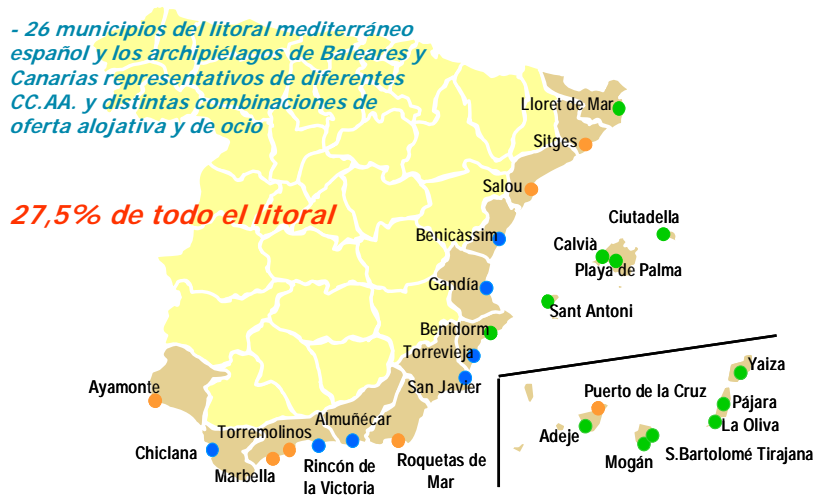 - 26 municipios del litoral mediterráneo
español y los archipiélagos de Baleares y
Canarias representativos de diferentes
CC.AA. y distintas combinaciones de
oferta alojativa y de ocio
27,5% de todo el litoral
Lloret de Mar
Sitges
Salou
Benicàssim
Gandía
Benidorm
Torrevieja
San Javier
Ciutadella
Calvià
Playa de Palma
Sant Antoni
Ayamonte
Chiclana
Torremolinos
Marbella
Almuñécar
Rincón de
la Victoria
Roquetas de
Mar
Puerto de la Cruz
Adeje
Mogán
S.Bartolomé Tirajana
Yaiza
Pájara
La Oliva